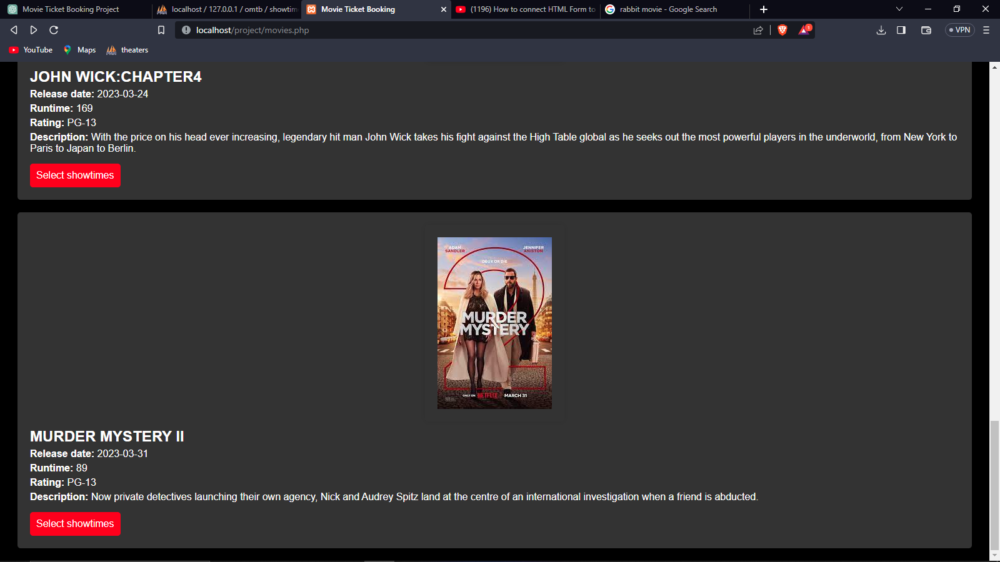 Movie Ticket Booking Project
localhost / 127.0.0.1 / omtb / showtim
Movie Ticket Booking
(1196) How to connect HTML Form to
rabbit movie - Google Search
localhost/project/movies.php
1
VPN
YouTube
Maps
theaters
JOHN WICK:CHAPTER4
Release date: 2023-03-24
Runtime: 169
Rating: PG-13
Description: With the price on his head ever increasing, legendary hit man John Wick takes his fight against the High Table global as he seeks out the most powerful players in the underworld, from New York to
Paris to Japan to Berlin.
Select showtimes
ADAM
SANDLER
JENNIFER
ANISTON
DEUX OR DIE
MURDER
MYSTERY
ONLY ON NETFLIX MARCH 31
MURDER MYSTERY II
Release date: 2023-03-31
Runtime: 89
Rating: PG-13
Description: Now private detectives launching their own agency, Nick and Audrey Spitz land at the centre of an international investigation when a friend is abducted.
Select showtimes